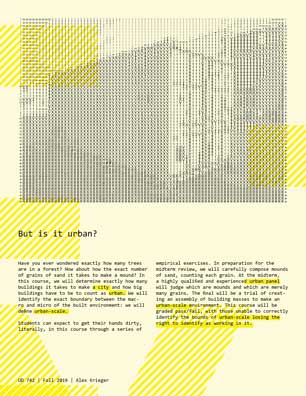 But is it urban?
Have you ever wondered exactly how many trees
are in a forest? How about how the exact number
of grains of sand it takes to make a mound? In
this course, we will determine exactly how many
buildings it takes to make a city and how big
buildings have to be to count as urban. We will
identify the exact boundary between the mac-
ro and micro of the built environment: we will
define urban-scale.
Students can expect to get their hands dirty,
literally, in this course through a series of
empirical exercises. In preparation for the
midterm review, we will carefully compose mounds
of sand, counting each grain. At the midterm,
a highly qualified and experienced urban panel
will judge which are mounds and which are merely
many grains. The final will be a trial of creat-
ing an assembly of building masses to make an
urban-scale environment. This course will be
graded pass/fail, with those unable to correctly
identify the bounds of urban-scale losing the
right to identify as working in it.
DD 742 | Fall 2019 | Alex Krieger